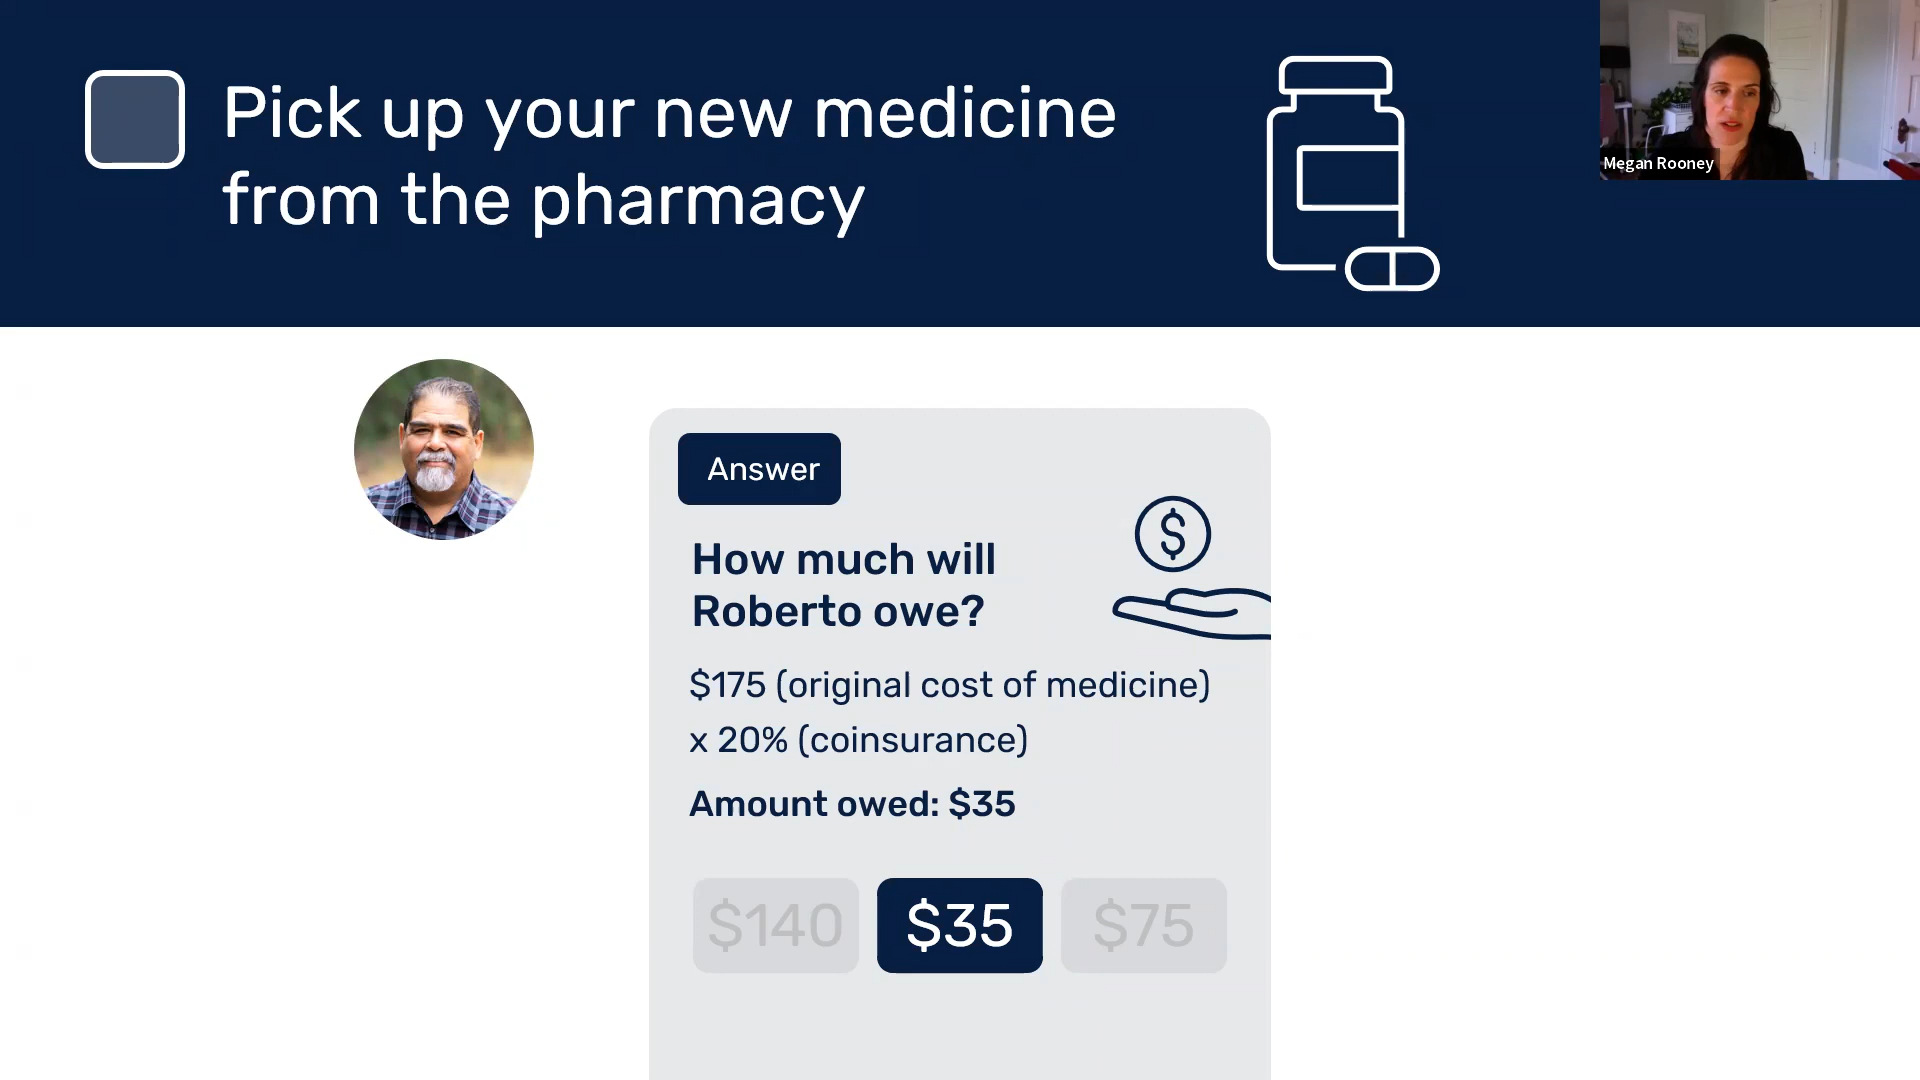 Pick up your new medicine
from the pharmacy
Megan Rooney
Answer
$
How much will
Roberto owe?
$175 (original cost of medicine)
x 20% (coinsurance)
Amount owed: $35
$140
$35
$75